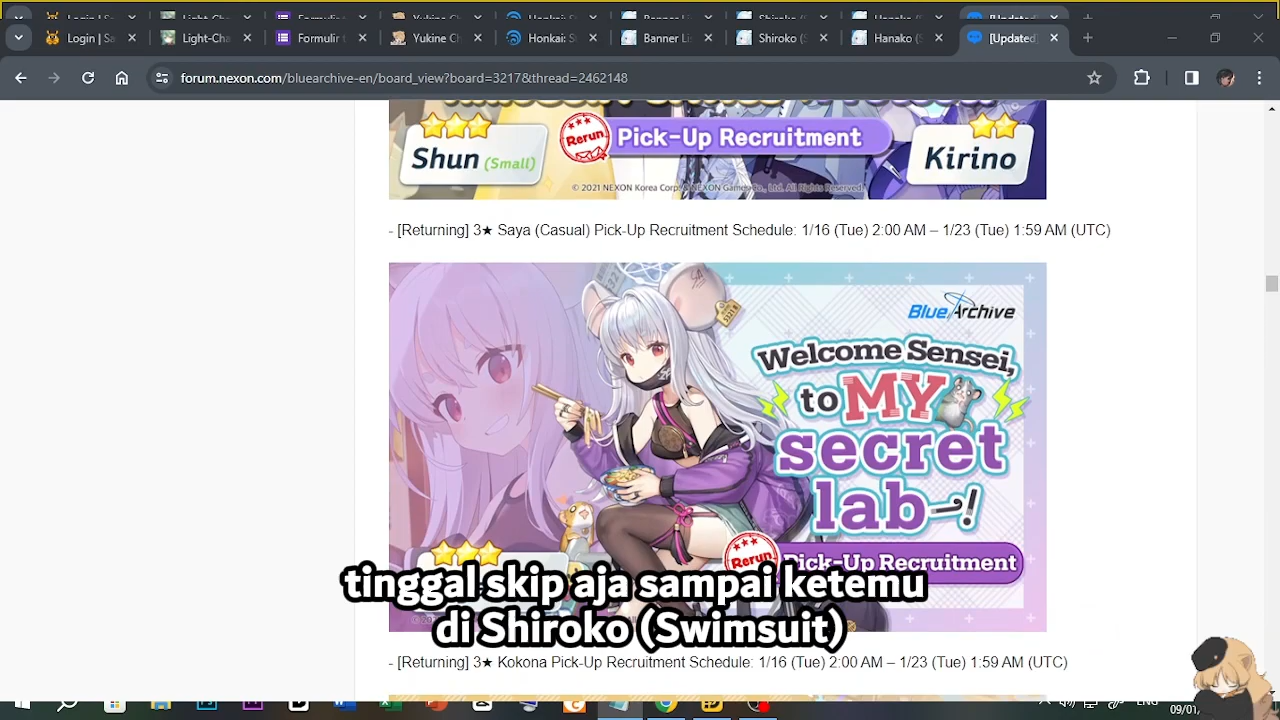 Login | Sa
Light-Cha
Formulir
Yukine Ch
Honkai: S
Banner Li
Shiroko (S
Hanako (S
[Updated]
forum.nexon.com/bluearchive-en/board_view?board=3217&thread=2462148
Shun (Small)
Rerun
Pick-Up Recruitment
Kirino
© 2021 NEXON Korea Corp. & NEXON Games Co., Ltd. All Rights Reserved.
- [Returning] 3★ Saya (Casual) Pick-Up Recruitment Schedule: 1/16 (Tue) 2:00 AM – 1/23 (Tue) 1:59 AM (UTC)
Blue Archive
Welcome Sensei,
to MY
secret
lab~!
Rerun
Pick-Up Recruitment
tinggal skip aja sampai ketemu
di Shiroko (Swimsuit)
- [Returning] 3★ Kokona Pick-Up Recruitment Schedule: 1/16 (Tue) 2:00 AM – 1/23 (Tue) 1:59 AM (UTC)